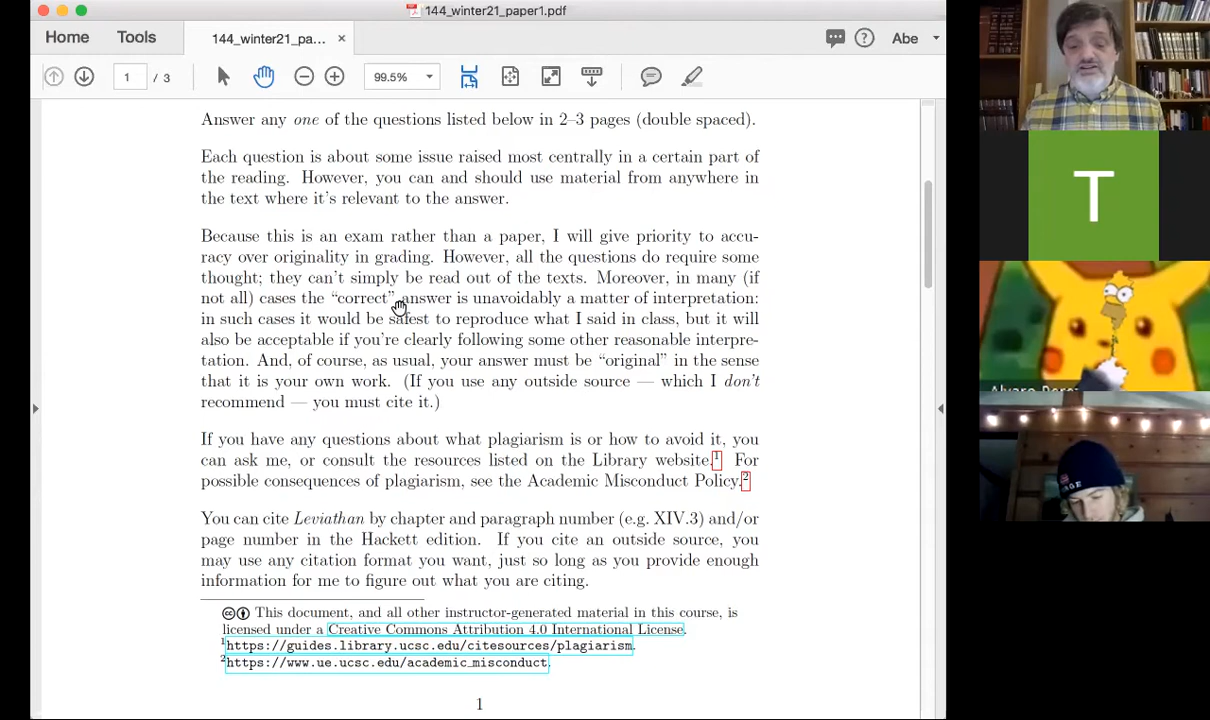 144_winter21_paper1.pdf
Home
Tools
144_winter21_pa...
×
Abe
1 / 3
99.5%
Answer any one of the questions listed below in 2–3 pages (double spaced).
Each question is about some issue raised most centrally in a certain part of
the reading. However, you can and should use material from anywhere in
the text where it's relevant to the answer.
Because this is an exam rather than a paper, I will give priority to accu-
racy over originality in grading. However, all the questions do require some
thought; they can't simply be read out of the texts. Moreover, in many (if
not all) cases the “correct” answer is unavoidably a matter of interpretation:
in such cases it would be safest to reproduce what I said in class, but it will
also be acceptable if you're clearly following some other reasonable interpre-
tation. And, of course, as usual, your answer must be “original” in the sense
that it is your own work. (If you use any outside source — which I don't
recommend — you must cite it.)
If you have any questions about what plagiarism is or how to avoid it, you
can ask me, or consult the resources listed on the Library website.1 For
possible consequences of plagiarism, see the Academic Misconduct Policy.2
You can cite Leviathan by chapter and paragraph number (e.g. XIV.3) and/or
page number in the Hackett edition. If you cite an outside source, you
may use any citation format you want, just so long as you provide enough
information for me to figure out what you are citing.
This document, and all other instructor-generated material in this course, is
licensed under a Creative Commons Attribution 4.0 International License.
1https://guides.library.ucsc.edu/citesources/plagiarism.
2https://www.ue.ucsc.edu/academic_misconduct.
1
T
Alvaro